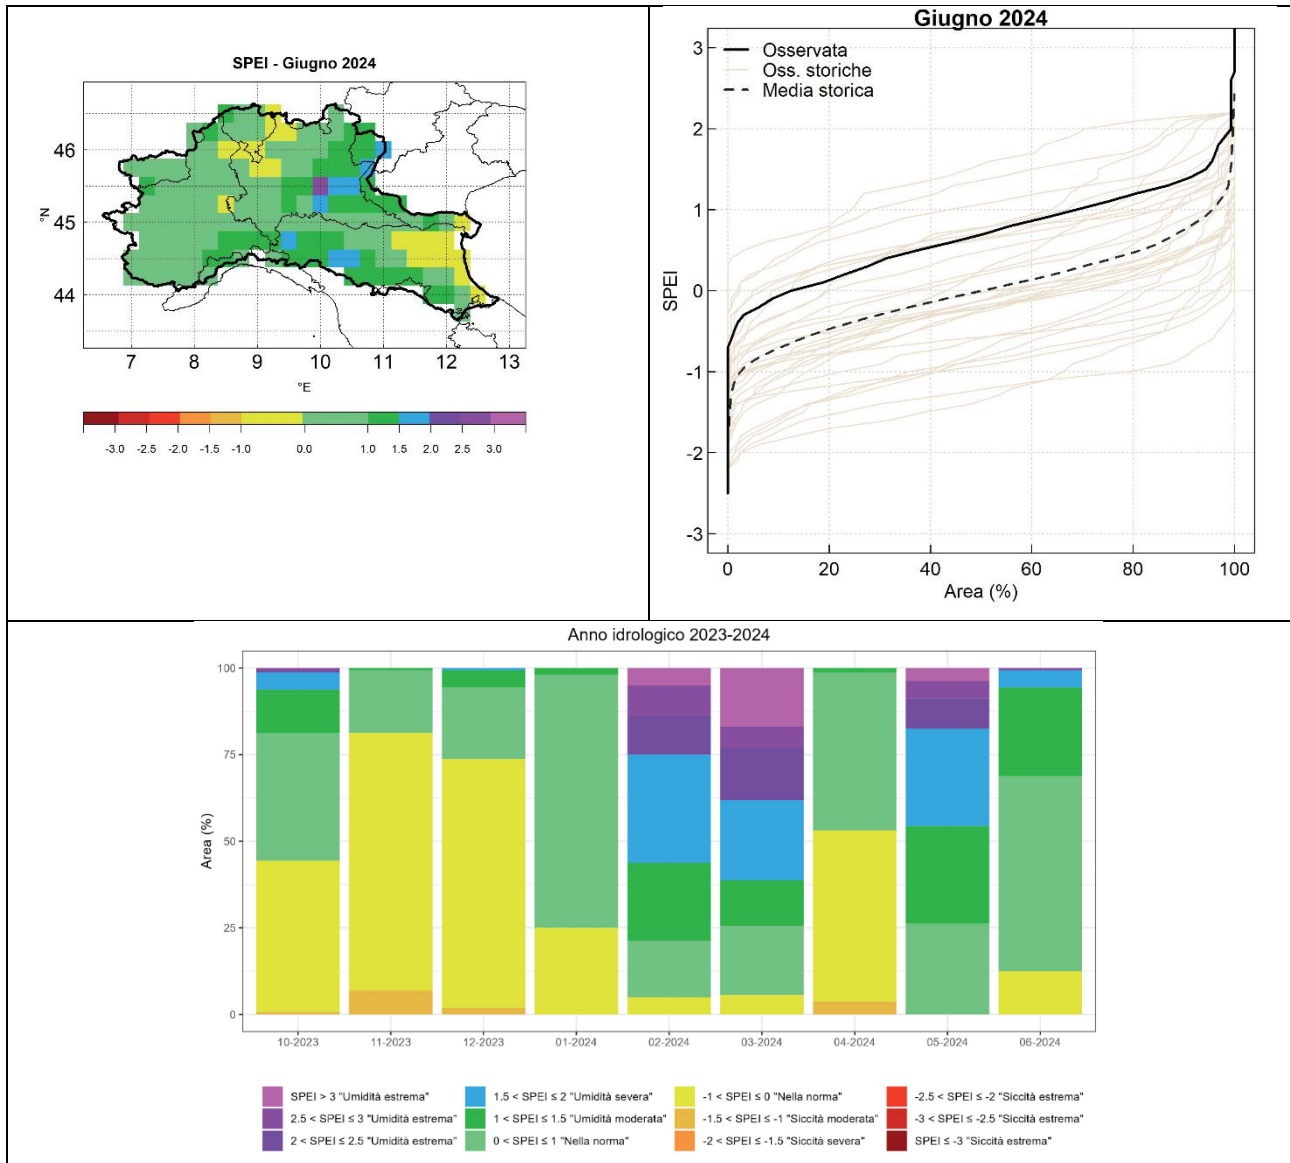 SPEI - Giugno 2024
46
45
44
°N
7 8 9 10 11 12 13
°E
-3.0 -2.5 -2.0 -1.5 -1.0 0.0 1.0 1.5 2.0 2.5 3.0
Giugno 2024
Osservata
Oss. storiche
Media storica
3
2
1
0
-1
-2
-3
SPEI
0 20 40 60 80 100
Area (%)
Anno idrologico 2023-2024
100
75
50
25
0
Area (%)
10-2023 11-2023 12-2023 01-2024 02-2024 03-2024 04-2024 05-2024 06-2024
SPEI > 3 "Umidità estrema" 1.5 < SPEI ≤ 2 "Umidità severa" -1 < SPEI ≤ 0 "Nella norma" -2.5 < SPEI ≤ -2 "Siccità estrema"
2.5 < SPEI ≤ 3 "Umidità estrema" 1 < SPEI ≤ 1.5 "Umidità moderata" -1.5 < SPEI ≤ -1 "Siccità moderata" -3 < SPEI ≤ -2.5 "Siccità estrema"
2 < SPEI ≤ 2.5 "Umidità estrema" 0 < SPEI ≤ 1 "Nella norma" -2 < SPEI ≤ -1.5 "Siccità severa" SPEI ≤ -3 "Siccità estrema"